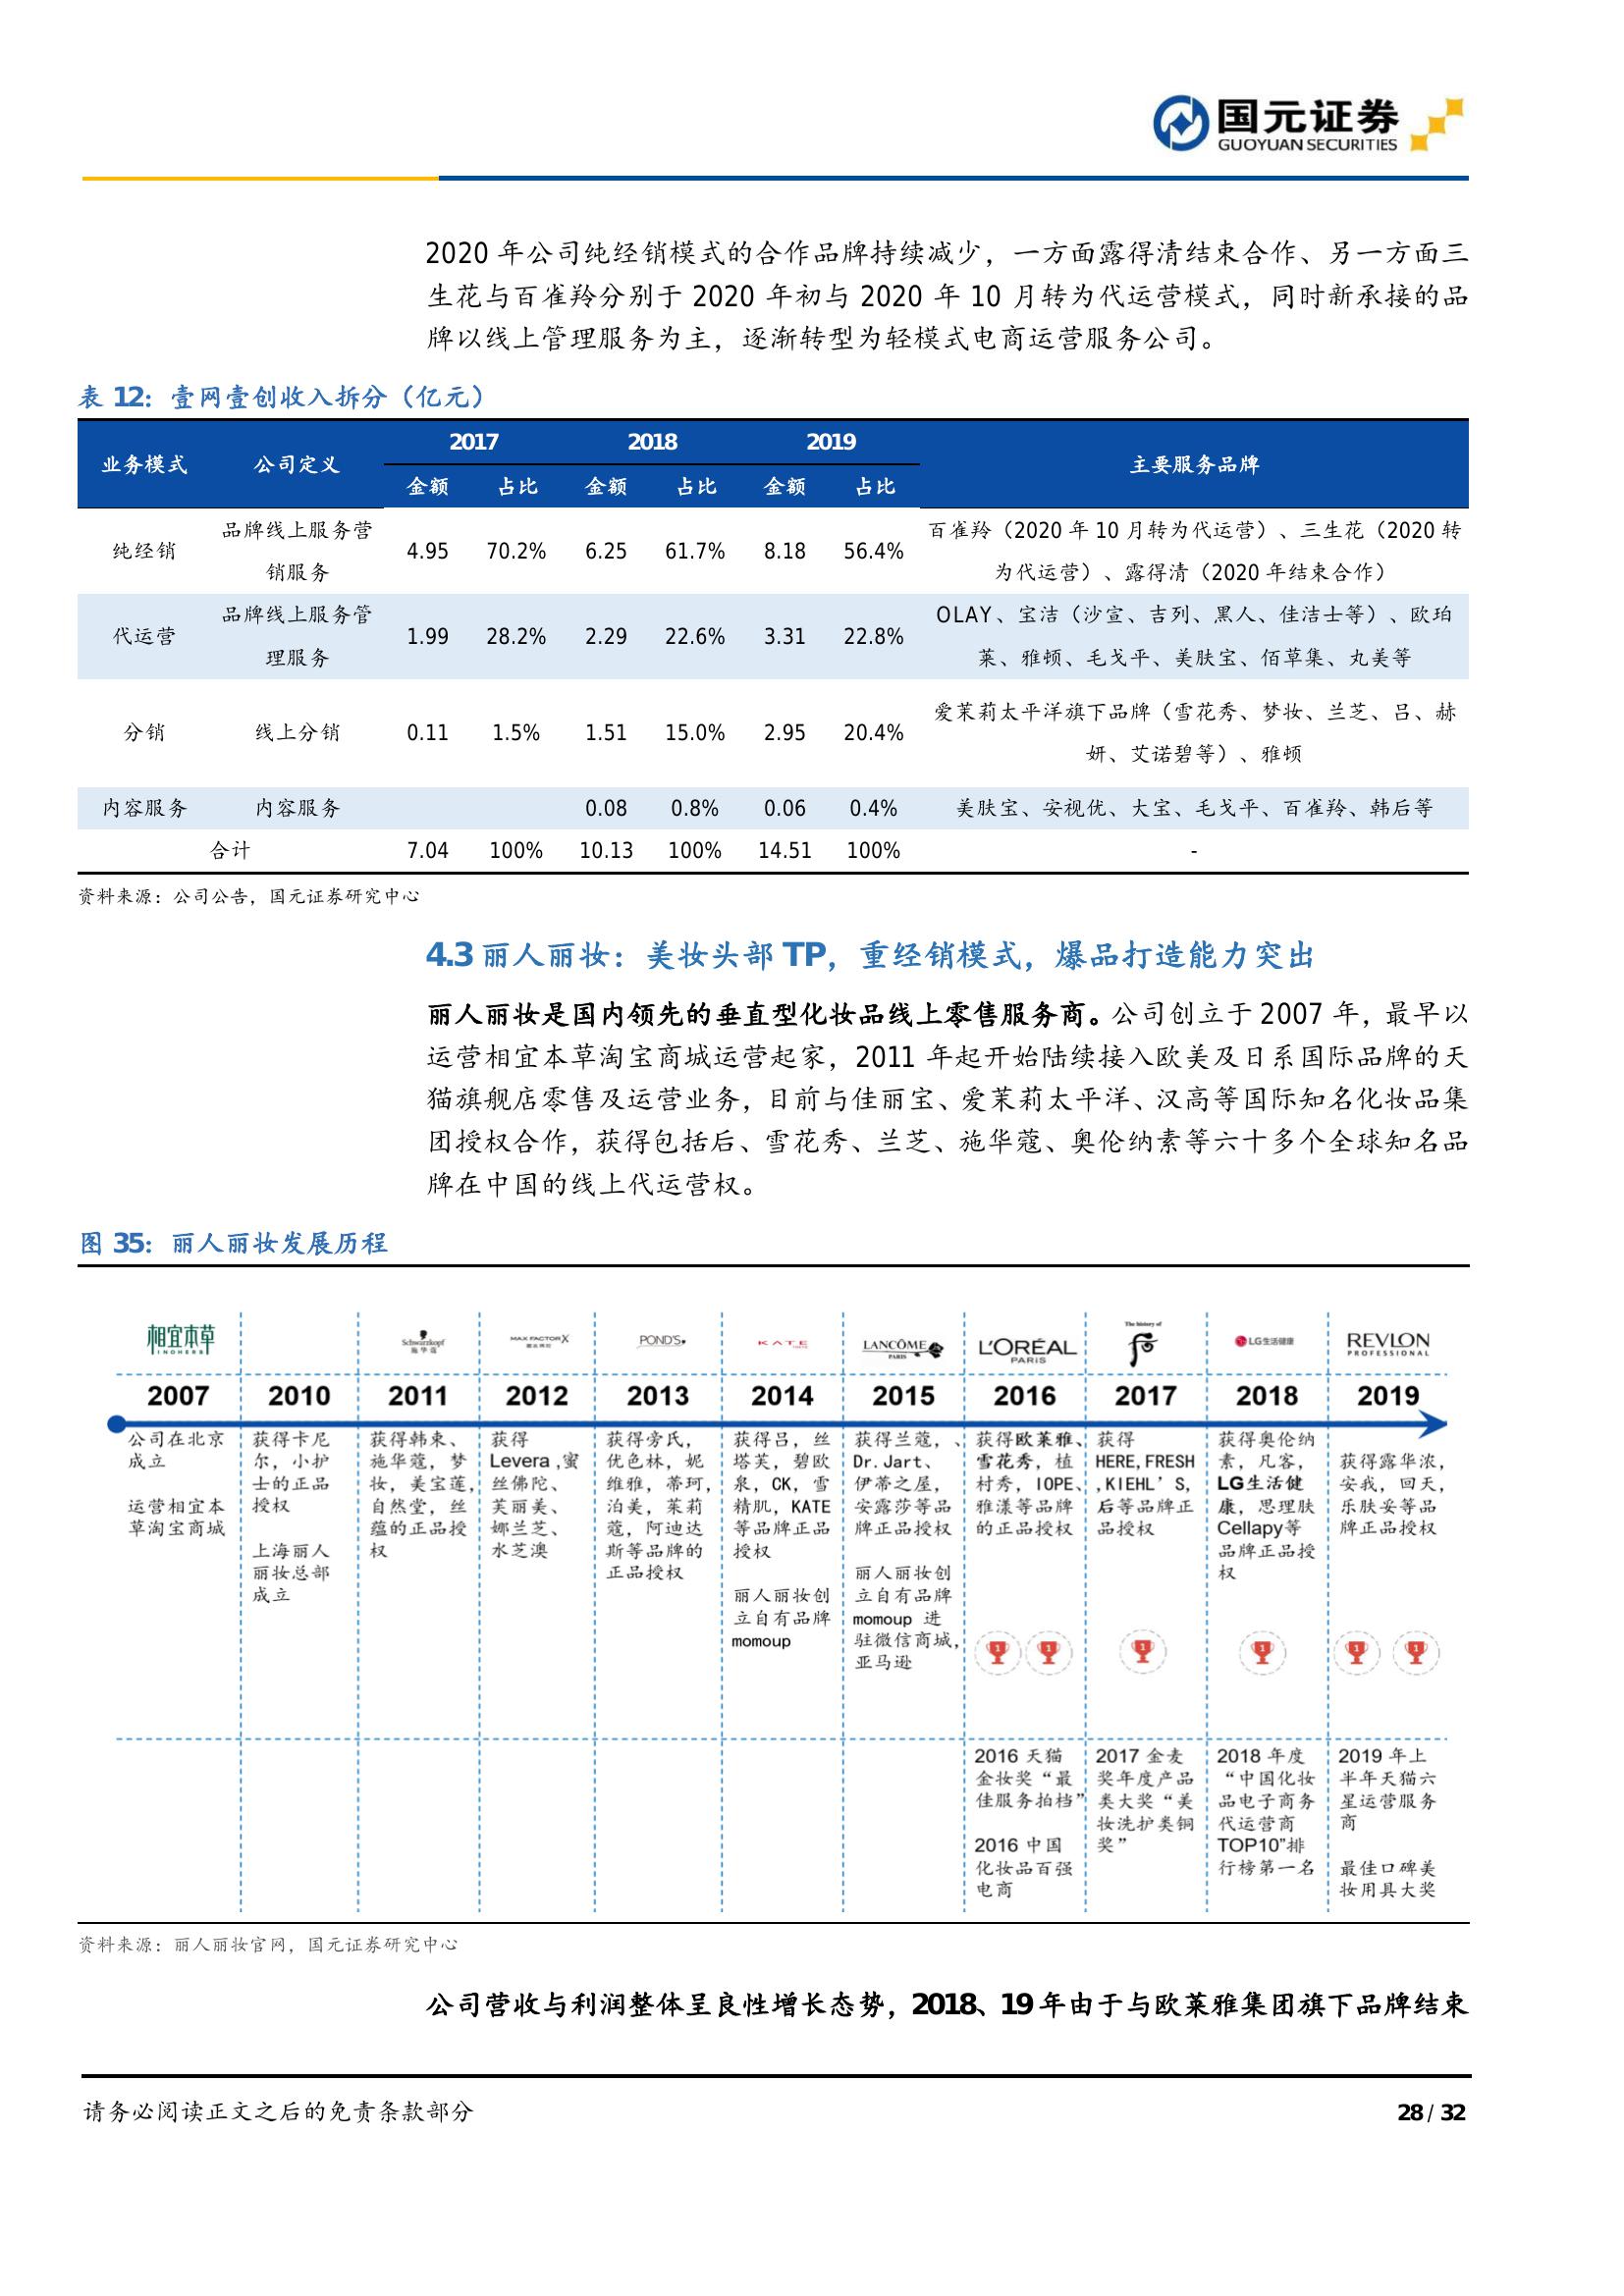 国元证券
GUOYUAN SECURITIES
2020 年公司纯经销模式的合作品牌持续减少，一方面露得清结束合作、另一方面三
生花与百雀羚分别于 2020 年初与 2020 年 10 月转为代运营模式，同时新承接的品
牌以线上管理服务为主，逐渐转型为轻模式电商运营服务公司。
表 12：壹网壹创收入拆分（亿元）
业务模式 公司定义 2017 2018 2019 主要服务品牌
金额 占比 金额 占比 金额 占比
纯经销 品牌线上服务营 4.95 70.2% 6.25 61.7% 8.18 56.4% 百雀羚（2020 年 10 月转为代运营）、三生花（2020 转
销服务 为代运营）、露得清（2020 年结束合作）
代运营 品牌线上服务管 1.99 28.2% 2.29 22.6% 3.31 22.8% OLAY、宝洁（沙宣、吉列、黑人、佳洁士等）、欧珀
理服务 莱、雅顿、毛戈平、美肤宝、佰草集、丸美等
分销 线上分销 0.11 1.5% 1.51 15.0% 2.95 20.4% 爱茉莉太平洋旗下品牌（雪花秀、梦妆、兰芝、吕、赫
妍、艾诺碧等）、雅顿
内容服务 内容服务 0.08 0.8% 0.06 0.4% 美肤宝、安视优、大宝、毛戈平、百雀羚、韩后等
合计 7.04 100% 10.13 100% 14.51 100% -
资料来源：公司公告，国元证券研究中心
4.3 丽人丽妆：美妆头部 TP，重经销模式，爆品打造能力突出
丽人丽妆是国内领先的垂直型化妆品线上零售服务商。公司创立于 2007 年，最早以
运营相宜本草淘宝商城运营起家，2011 年起开始陆续接入欧美及日系国际品牌的天
猫旗舰店零售及运营业务，目前与佳丽宝、爱茉莉太平洋、汉高等国际知名化妆品集
团授权合作，获得包括后、雪花秀、兰芝、施华蔻、奥伦纳素等六十多个全球知名品
牌在中国的线上代运营权。
图 35：丽人丽妆发展历程
相宜本草
INOHERB
2007
公司在北京
成立
运营相宜本
草淘宝商城
2010
获得卡尼
尔，小护
士的正品
授权
上海丽人
丽妆总部
成立
Schwarzkopf
施华蔻
2011
获得韩束、
施华蔻，梦
妆，美宝莲，
自然堂，丝
蕴的正品授
权
MAX FACTOR X
2012
获得
Levera ,蜜
丝佛陀、
芙丽美、
娜兰芝、
水芝澳
POND'S
2013
获得旁氏，
优色林，妮
维雅，蒂珂，
泊美，茱莉
蔻，阿迪达
斯等品牌的
正品授权
KATE
2014
获得吕，丝
塔芙，碧欧
泉，CK，雪
精肌，KATE
等品牌正品
授权
丽人丽妆创
立自有品牌
momoup
LANCÔME
PARIS
2015
获得兰蔻，、
Dr.Jart、
伊蒂之屋，
安露莎等品
牌正品授权
丽人丽妆创
立自有品牌
momoup 进
驻微信商城，
亚马逊
L'ORÉAL
PARIS
2016
获得欧莱雅、
雪花秀，植
村秀，IOPE、
雅漾等品牌
的正品授权
1
1
2016 天猫
金妆奖“最
佳服务拍档”
2016 中国
化妆品百强
电商
The history of
2017
获得
HERE,FRESH
,KIEHL’S,
后等品牌正
品授权
1
2017 金麦
奖年度产品
类大奖“美
妆洗护类铜
奖”
LG生活健康
2018
获得奥伦纳
素，凡客，
LG生活健
康，思理肤
Cellapy等
品牌正品授
权
1
2018 年度
“中国化妆
品电子商务
代运营商
TOP10”排
行榜第一名
REVLON
PROFESSIONAL
2019
获得露华浓，
安我，回天，
乐肤妥等品
牌正品授权
1
1
2019 年上
半年天猫六
星运营服务
商
最佳口碑美
妆用具大奖
资料来源：丽人丽妆官网，国元证券研究中心
公司营收与利润整体呈良性增长态势，2018、19 年由于与欧莱雅集团旗下品牌结束
请务必阅读正文之后的免责条款部分
28 / 32